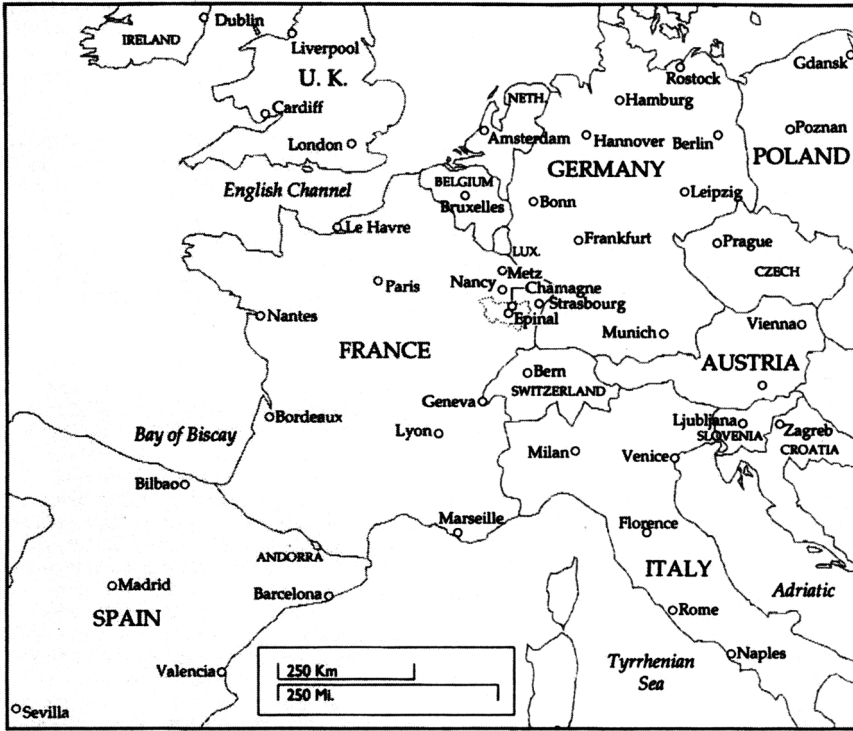 Dublin
IRELAND
Liverpool
U. K.
Cardiff
London
English Channel
NETH.
Amsterdam
BELGIUM
Bruxelles
LUX.
Rostock
Hamburg
Hannover
Berlin
GERMANY
Bonn
Leipzig
Frankfurt
Gdansk
Poznan
POLAND
Prague
CZECH
Le Havre
Paris
Metz
Nancy
Chamagne
Strasbourg
Epinal
Nantes
FRANCE
Munich
Vienna
AUSTRIA
Bern
SWITZERLAND
Geneva
Bordeaux
Bay of Biscay
Lyon
Milan
Venice
Ljubljana
SLOVENIA
Zagreb
CROATIA
Bilbao
Marseille
Florence
ANDORRA
Madrid
Barcelona
SPAIN
ITALY
Adriatic
Rome
Valencia
250 Km
250 Mi.
Tyrrhenian
Sea
Naples
Sevilla